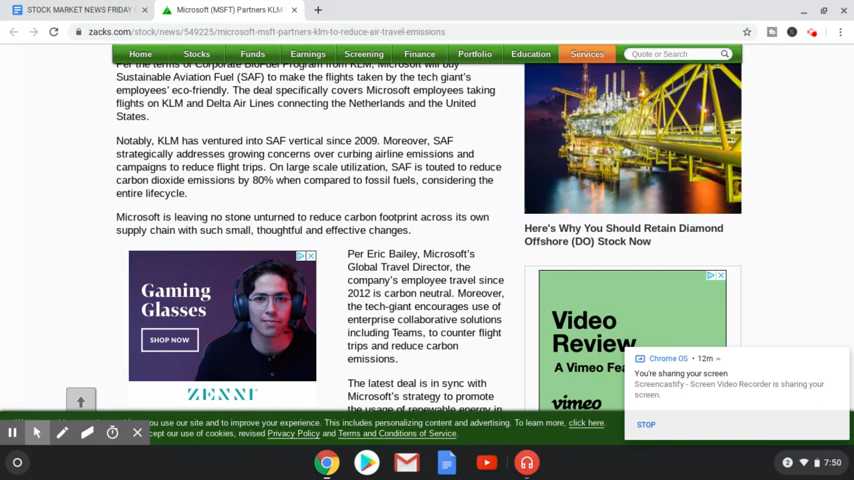 STOCK MARKET NEWS FRIDAY
Microsoft (MSFT) Partners KLM
zacks.com/stock/news/549225/microsoft-msft-partners-klm-to-reduce-air-travel-emissions
Home Stocks Funds Earnings Screening Finance Portfolio Education Services Quote or Search
Per the terms of Corporate BioFuel Program from KLM, Microsoft will buy
Sustainable Aviation Fuel (SAF) to make the flights taken by the tech giant's
employees' eco-friendly. The deal specifically covers Microsoft employees taking
flights on KLM and Delta Air Lines connecting the Netherlands and the United
States.
Notably, KLM has ventured into SAF vertical since 2009. Moreover, SAF
strategically addresses growing concerns over curbing airline emissions and
campaigns to reduce flight trips. On large scale utilization, SAF is touted to reduce
carbon dioxide emissions by 80% when compared to fossil fuels, considering the
entire lifecycle.
Microsoft is leaving no stone unturned to reduce carbon footprint across its own
supply chain with such small, thoughtful and effective changes.
Gaming
Glasses
SHOP NOW
ZENNI
Per Eric Bailey, Microsoft's
Global Travel Director, the
company's employee travel since
2012 is carbon neutral. Moreover,
the tech-giant encourages use of
enterprise collaborative solutions
including Teams, to counter flight
trips and reduce carbon
emissions.
The latest deal is in sync with
Microsoft's strategy to promote
the usage of renewable energy in
Here's Why You Should Retain Diamond
Offshore (DO) Stock Now
Video
Review
A Vimeo Fea
vimeo
Chrome OS • 12m
You're sharing your screen
Screencastify - Screen Video Recorder is sharing your
screen.
STOP
you use our site and to improve your experience. This includes personalizing content and advertising. To learn more, click here.
cept our use of cookies, revised Privacy Policy and Terms and Conditions of Service.
2 7:50